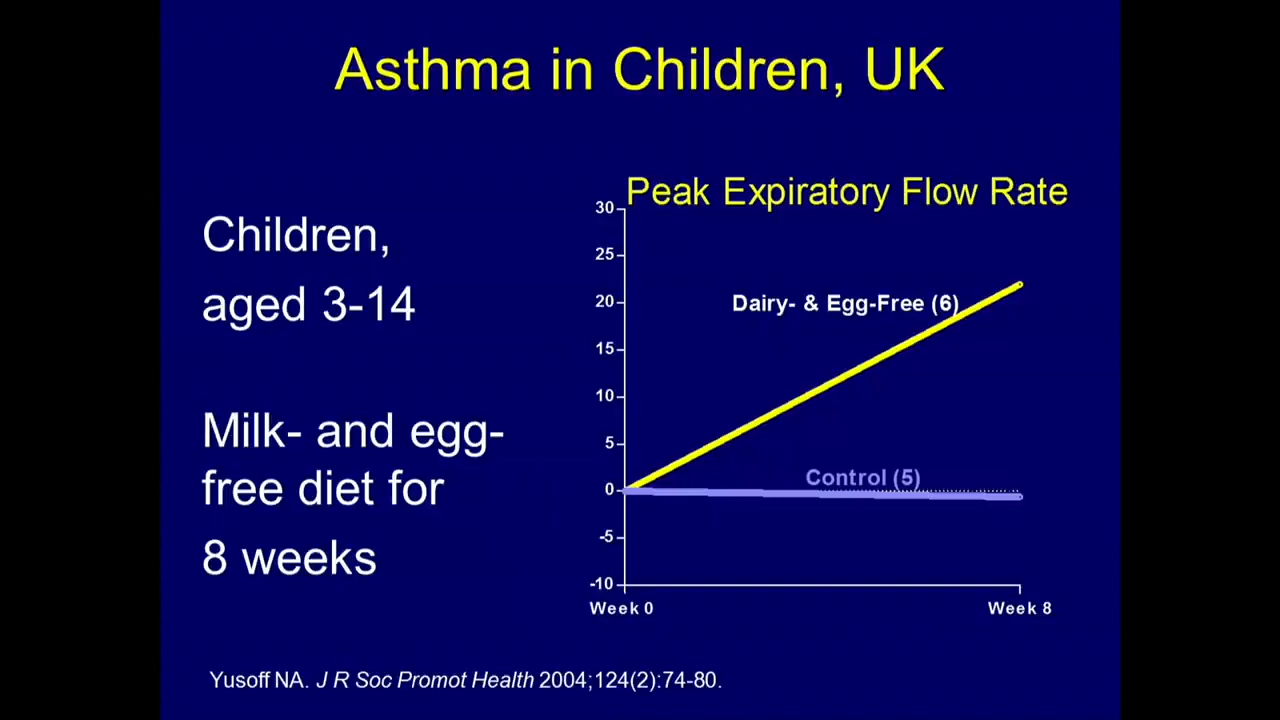 Asthma in Children, UK
Children,
aged 3-14
Milk- and egg-
free diet for
8 weeks
Peak Expiratory Flow Rate
30
25
20
15
10
5
0
-5
-10
Dairy- & Egg-Free (6)
Control (5)
Week 0
Week 8
Yusoff NA. J R Soc Promot Health 2004;124(2):74-80.